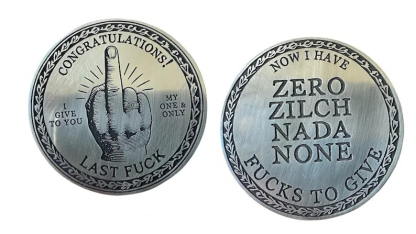 CONGRATULATIONS!
I
GIVE
TO YOU
MY
ONE &
ONLY
LAST FUCK
NOW I HAVE
ZERO
ZILCH
NADA
NONE
FUCKS TO GIVE